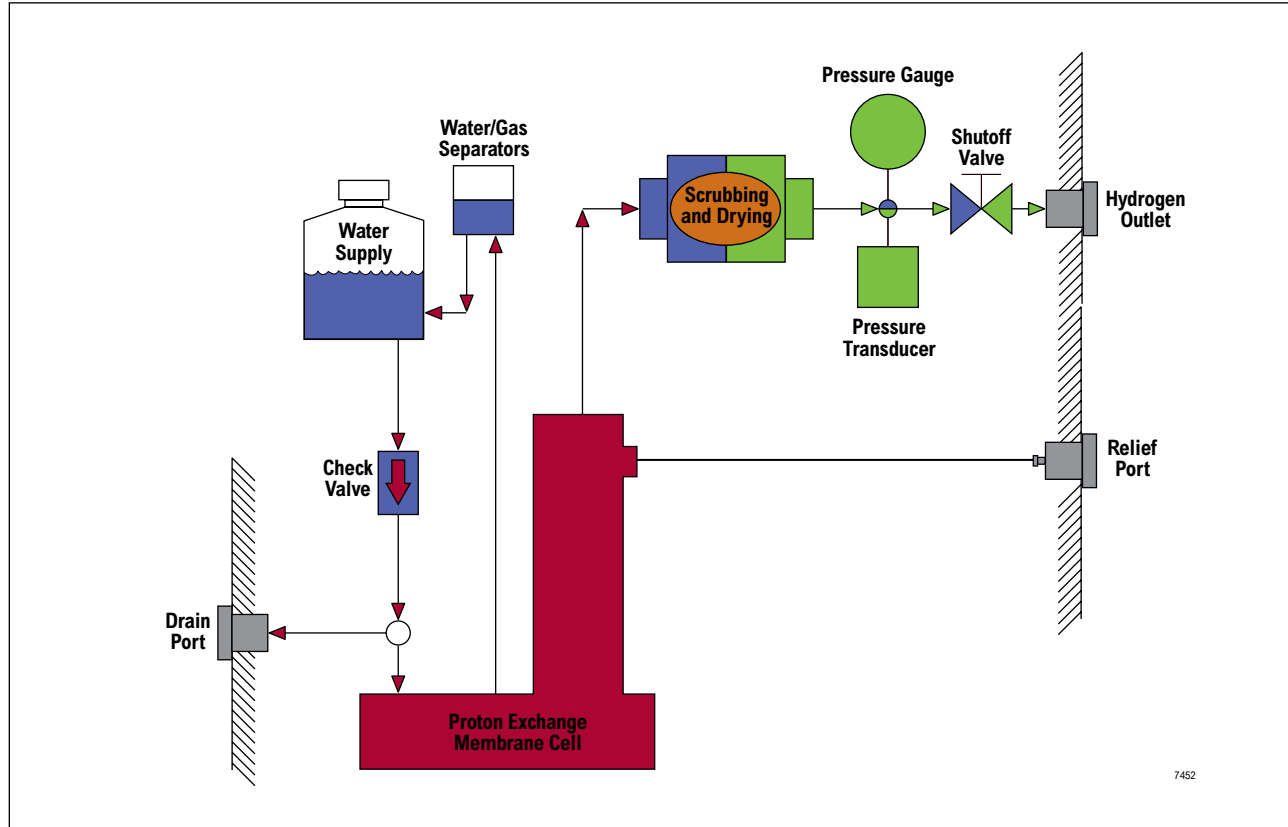 Pressure Gauge
Water/Gas
Separators
Shutoff
Valve
Scrubbing
and Drying
Hydrogen
Outlet
Water
Supply
Pressure
Transducer
Check
Valve
Relief
Port
Drain
Port
Proton Exchange
Membrane Cell
7452